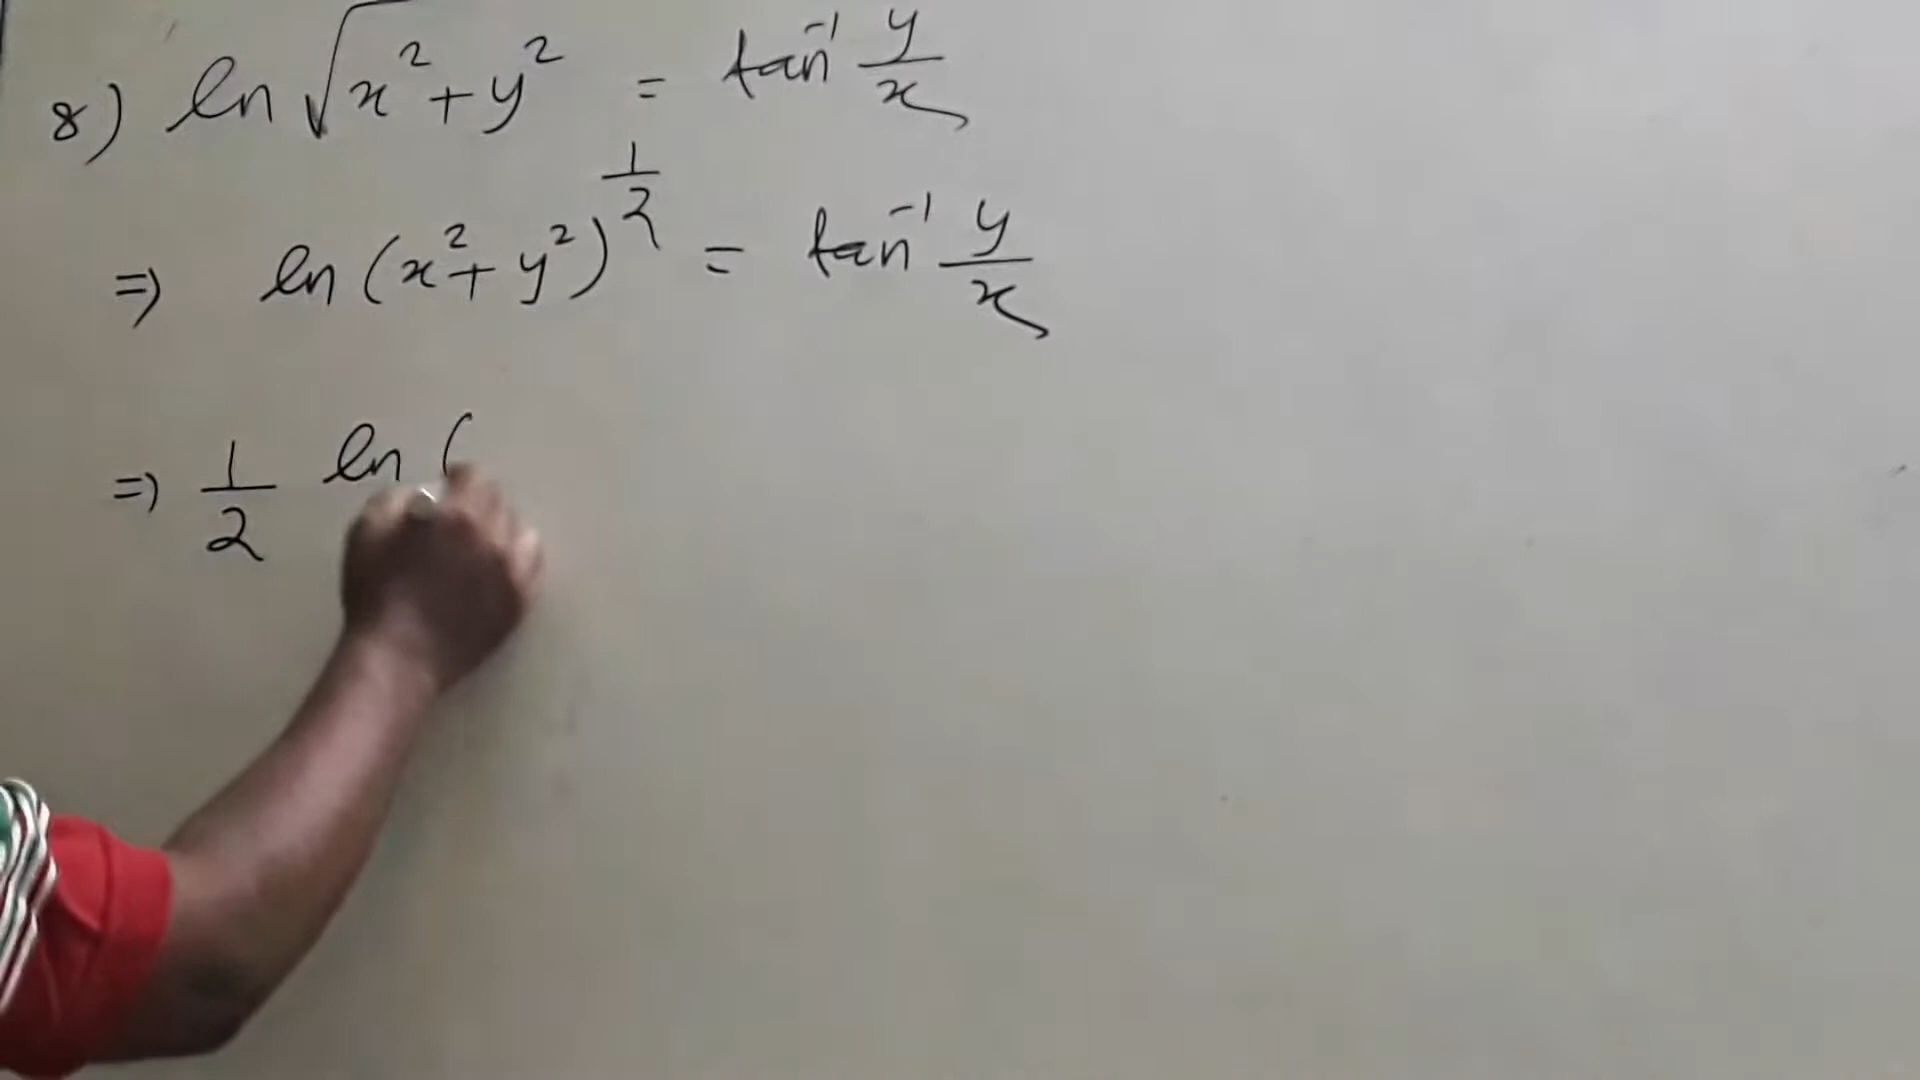 8) ln √x² + y² = tan⁻¹ y/x
⇒ ln (x² + y²)^1/2 = tan⁻¹ y/x
⇒ 1/2 ln (